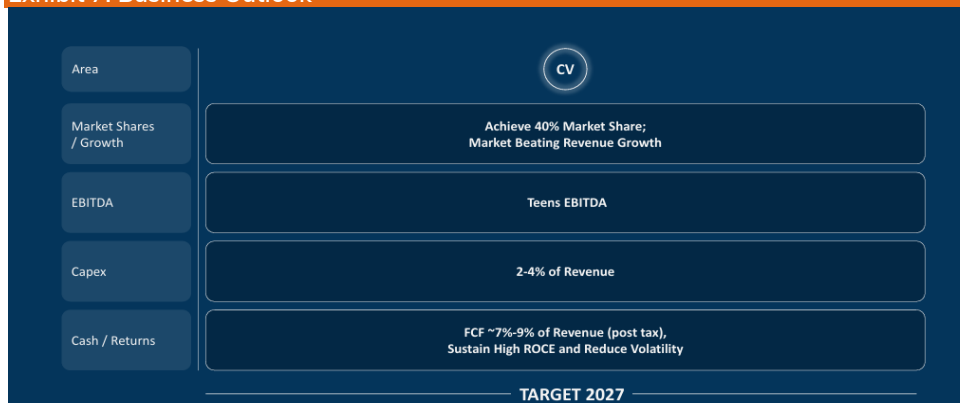 Exhibit 7: Business Outlook
Area
CV
Market Shares
/ Growth
Achieve 40% Market Share;
Market Beating Revenue Growth
EBITDA
Teens EBITDA
Capex
2-4% of Revenue
Cash / Returns
FCF ~7%-9% of Revenue (post tax),
Sustain High ROCE and Reduce Volatility
TARGET 2027